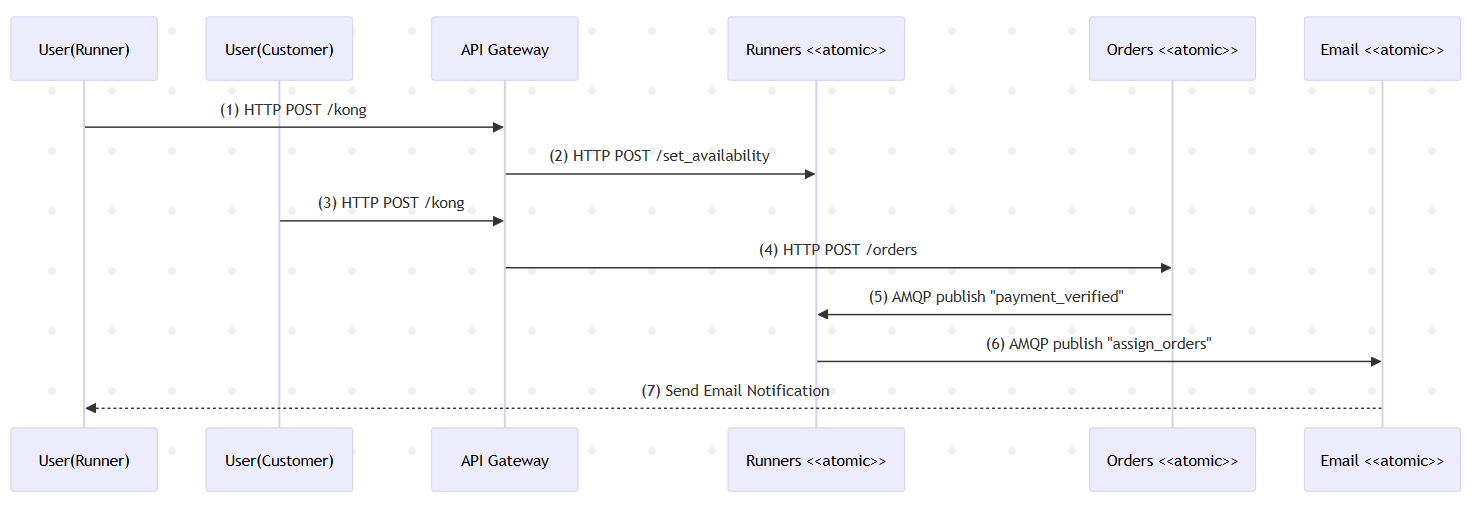 User(Runner)
User(Customer)
API Gateway
Runners <<atomic>>
Orders <<atomic>>
Email <<atomic>>
(1) HTTP POST /kong
(2) HTTP POST /set_availability
(3) HTTP POST /kong
(4) HTTP POST /orders
(5) AMQP publish "payment_verified"
(6) AMQP publish "assign_orders"
(7) Send Email Notification
User(Runner)
User(Customer)
API Gateway
Runners <<atomic>>
Orders <<atomic>>
Email <<atomic>>